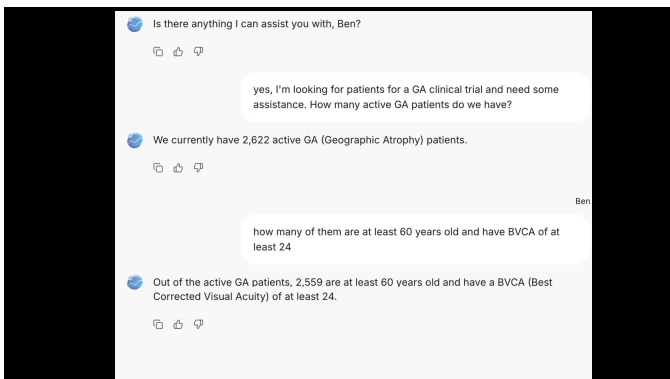 Is there anything I can assist you with, Ben?
yes, I'm looking for patients for a GA clinical trial and need some
assistance. How many active GA patients do we have?
We currently have 2,622 active GA (Geographic Atrophy) patients.
Ben
how many of them are at least 60 years old and have BVCA of at
least 24
Out of the active GA patients, 2,559 are at least 60 years old and have a BVCA (Best
Corrected Visual Acuity) of at least 24.